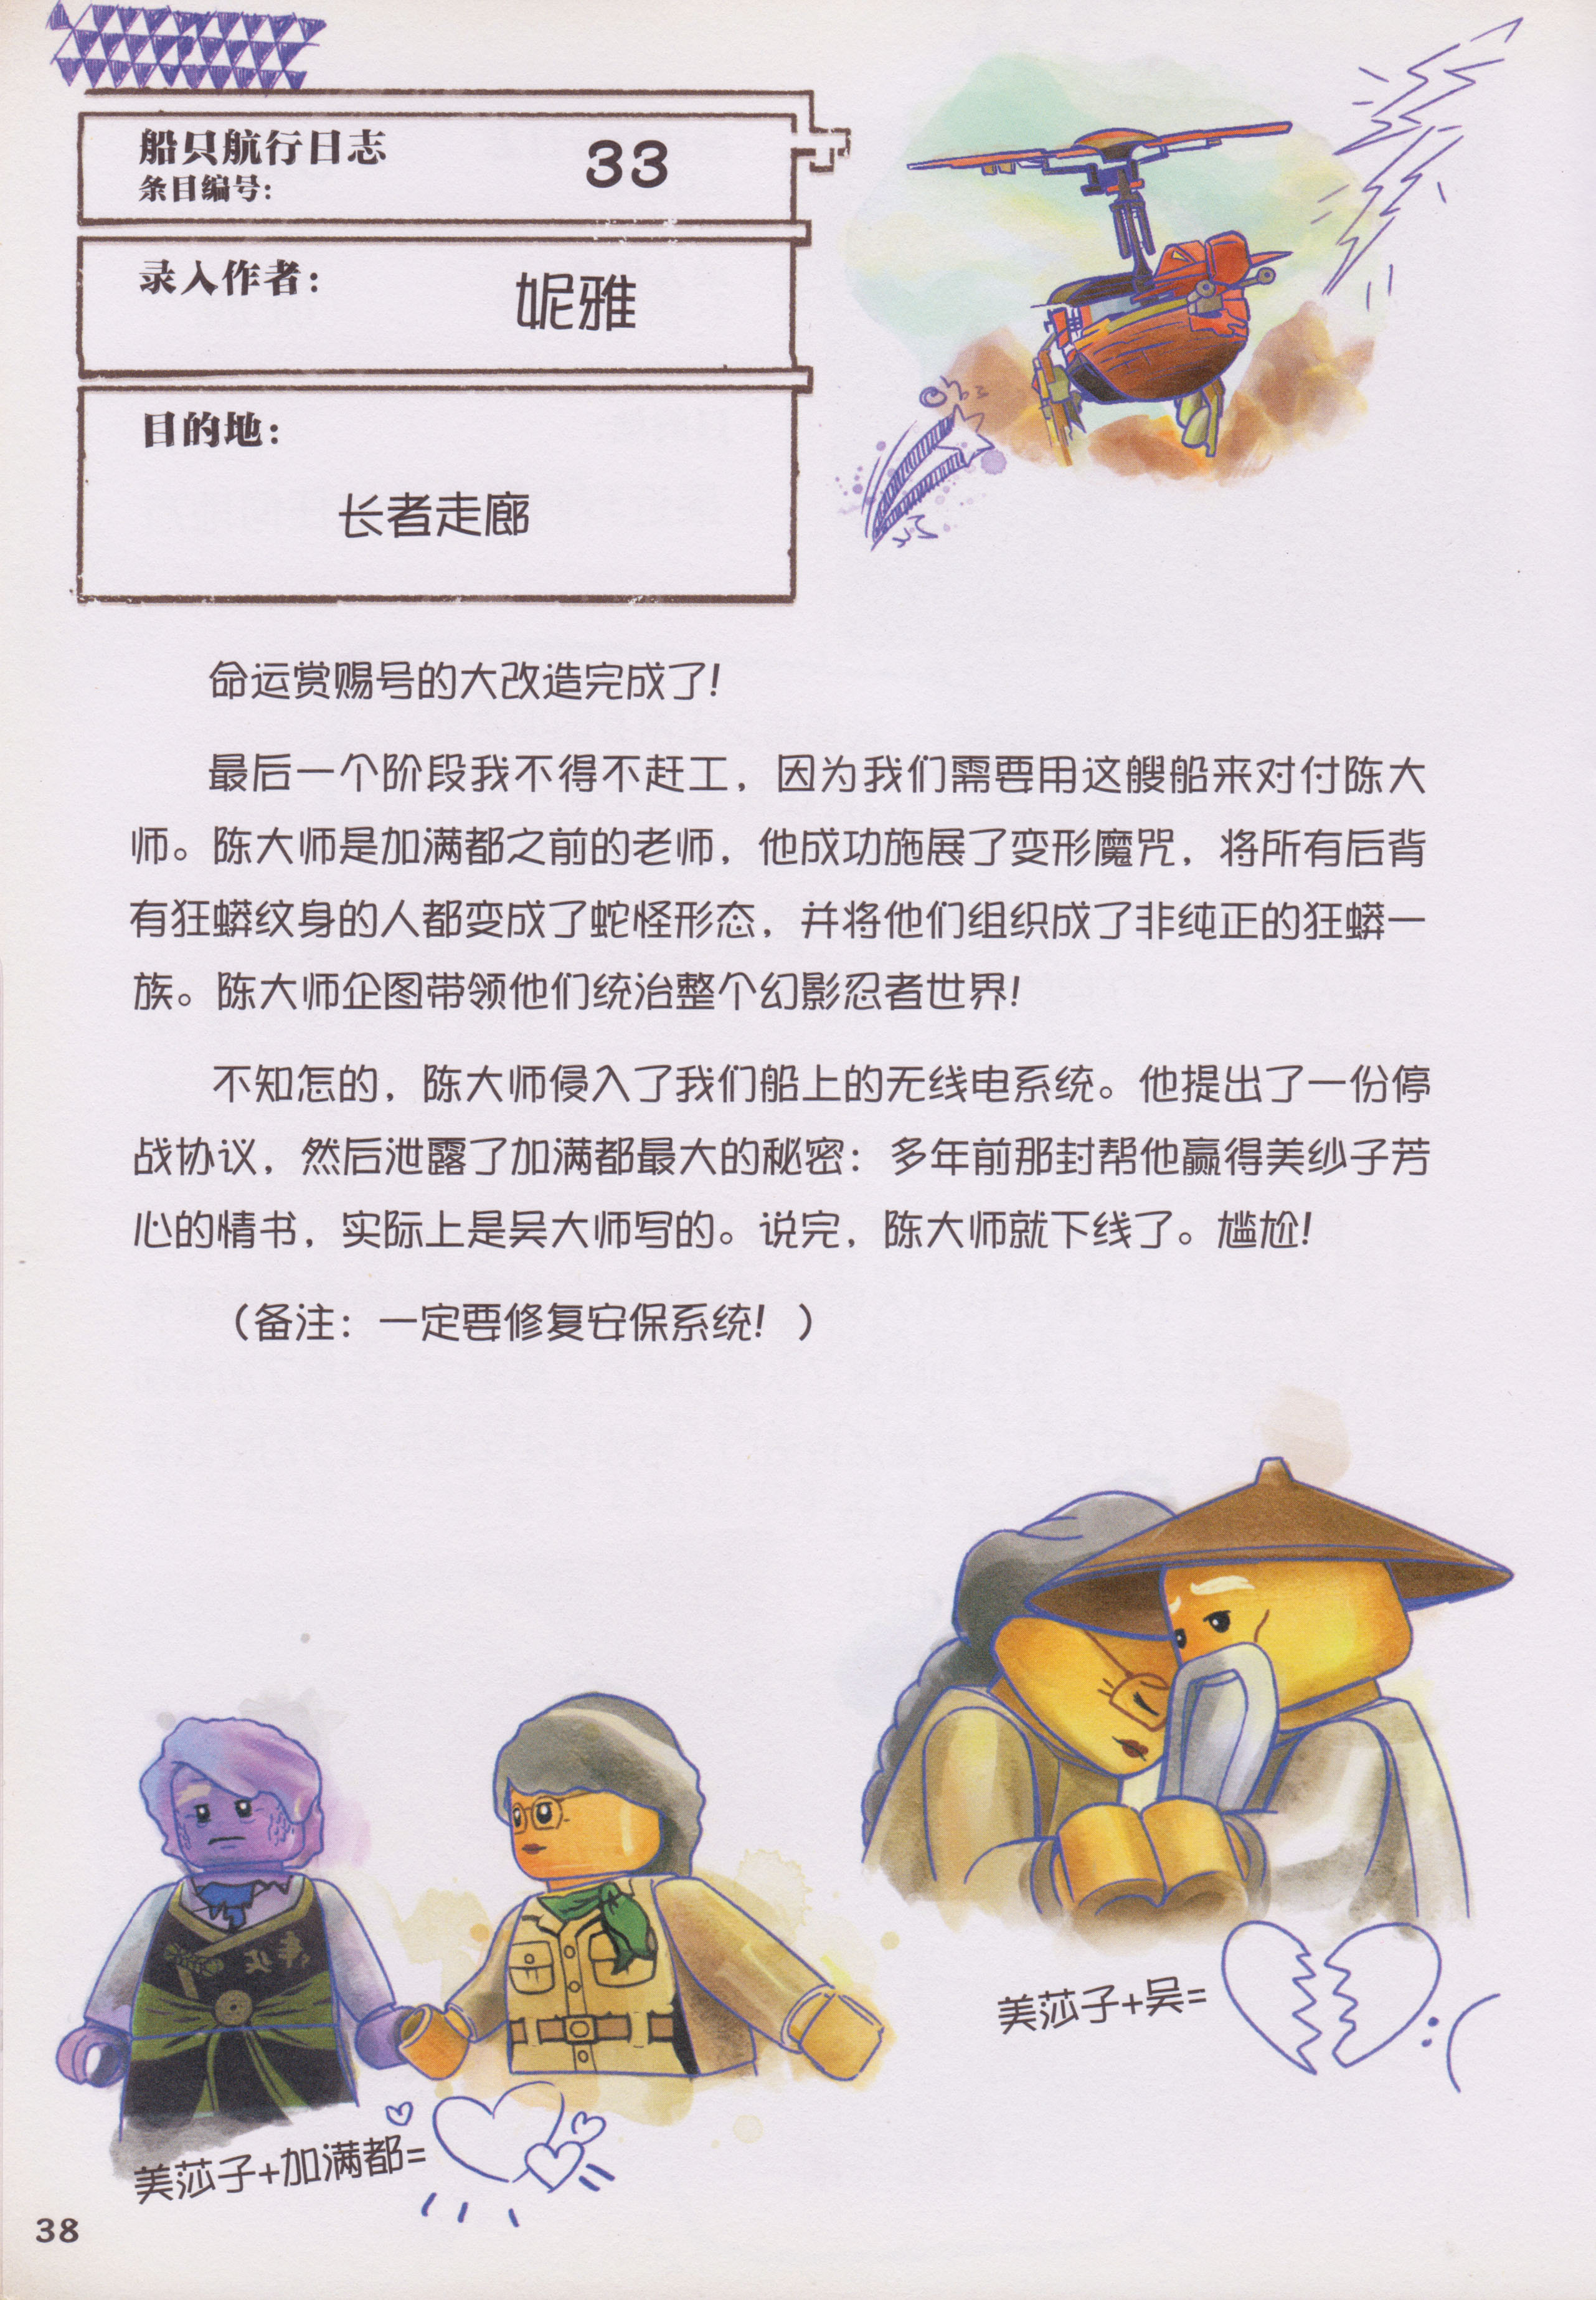 船只航行日志
条目编号：
33
录入作者：
妮雅
目的地：
长者走廊
命运赏赐号的大改造完成了！
最后一个阶段我不得不赶工，因为我们需要用这艘船来对付陈大
师。陈大师是加满都之前的老师，他成功施展了变形魔咒，将所有后背
有狂蟒纹身的人都变成了蛇怪形态，并将他们组织成了非纯正的狂蟒一
族。陈大师企图带领他们统治整个幻影忍者世界！
不知怎的，陈大师侵入了我们船上的无线电系统。他提出了一份停
战协议，然后泄露了加满都最大的秘密：多年前那封帮他赢得美纱子芳
心的情书，实际上是吴大师写的。说完，陈大师就下线了。尴尬！
（备注：一定要修复安保系统！）
美莎子+吴=
:(
美莎子+加满都=
38